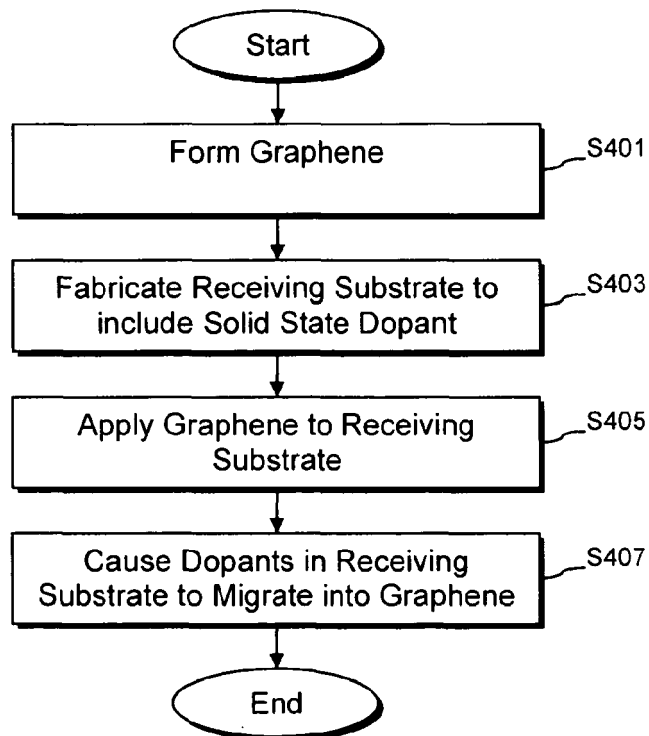 Start
Form Graphene
S401
Fabricate Receiving Substrate to
include Solid State Dopant
S403
Apply Graphene to Receiving
Substrate
S405
Cause Dopants in Receiving
Substrate to Migrate into Graphene
S407
End